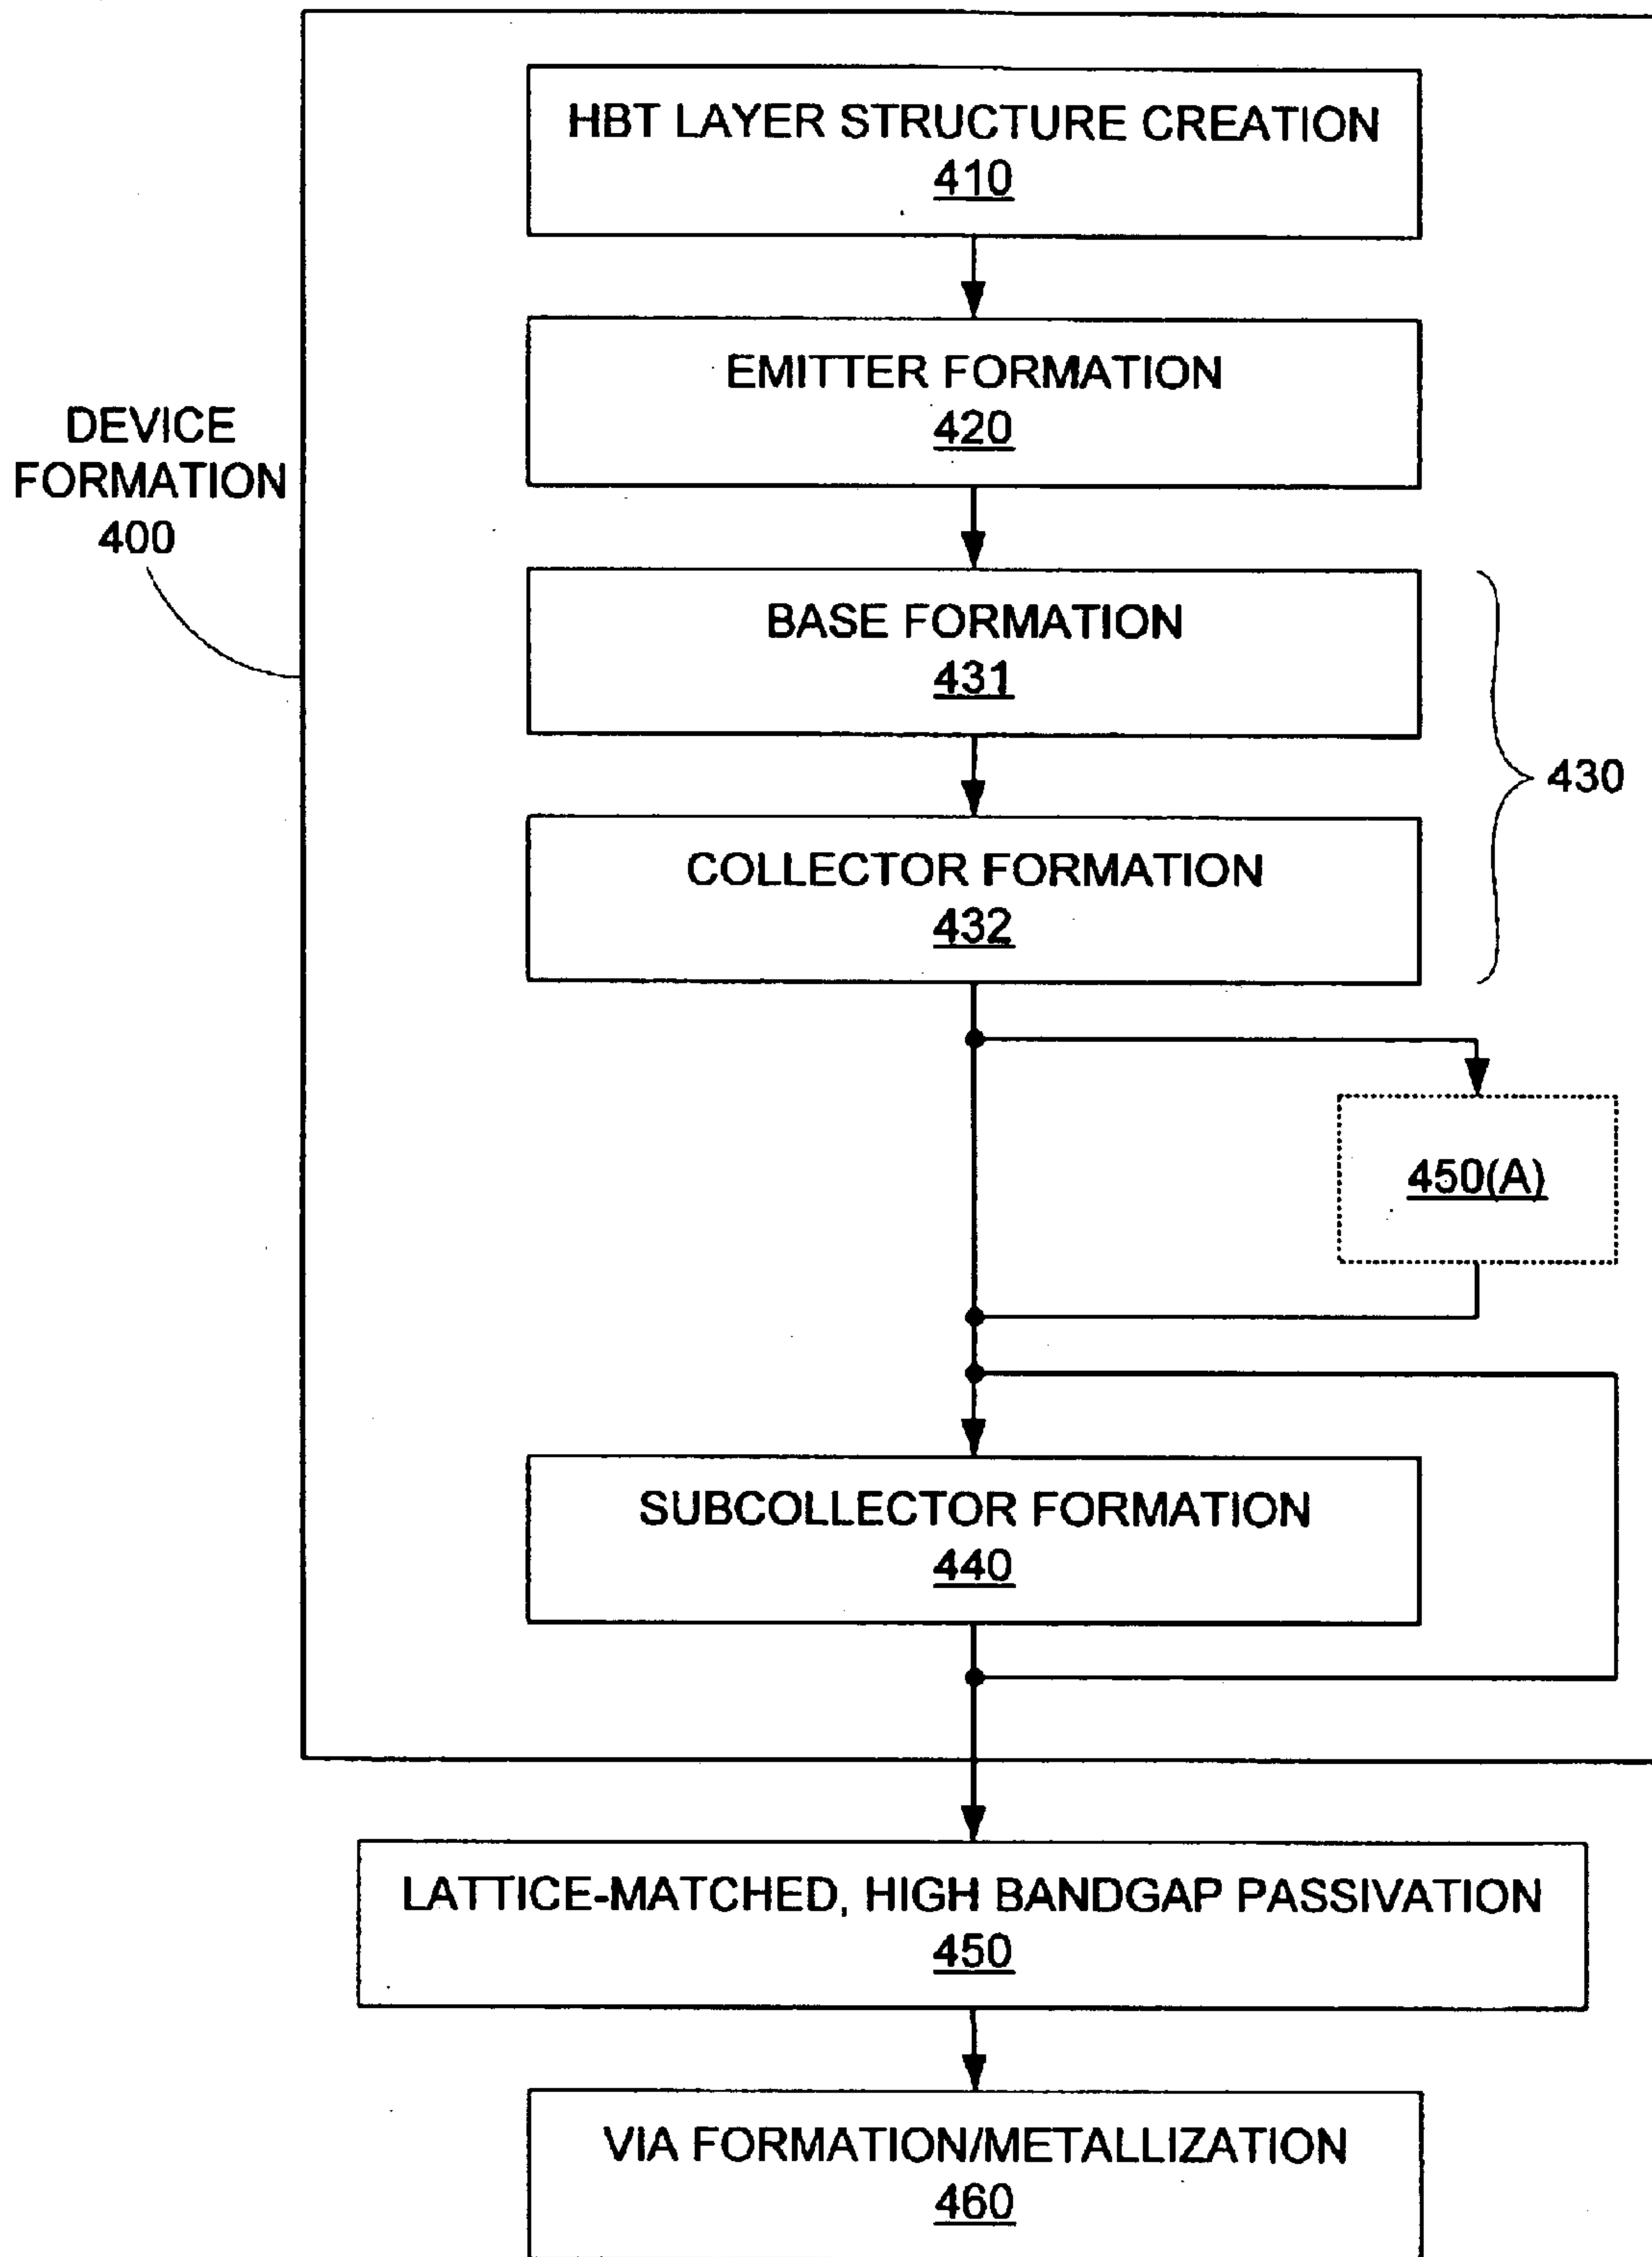 HBT LAYER STRUCTURE CREATION
410
EMITTER FORMATION
420
DEVICE
FORMATION
400
BASE FORMATION
431
430
COLLECTOR FORMATION
432
450(A)
SUBCOLLECTOR FORMATION
440
LATTICE-MATCHED, HIGH BANDGAP PASSIVATION
450
VIA FORMATION/METALLIZATION
460